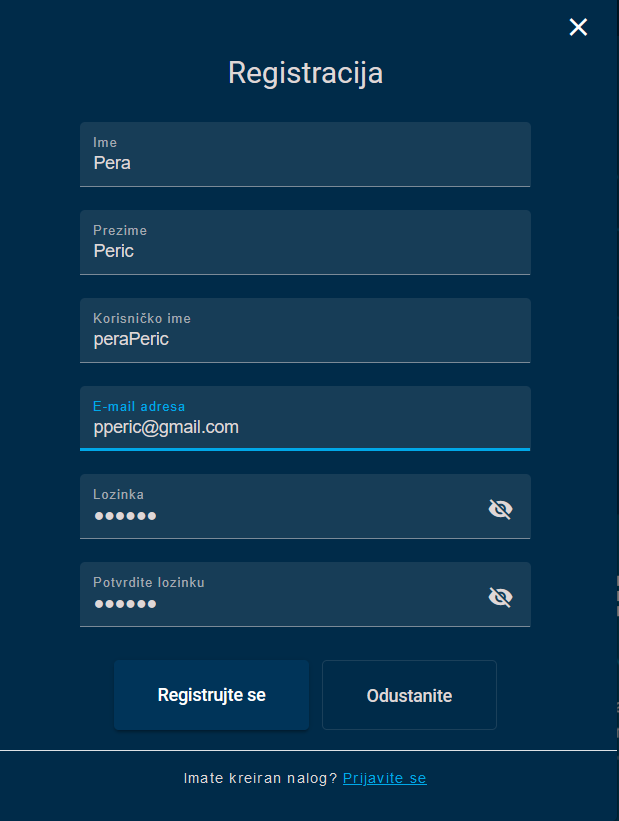 Registracija
Ime
Pera
Prezime
Peric
Korisničko ime
peraPeric
E-mail adresa
pperic@gmail.com
Lozinka
••••••
Potvrdite lozinku
••••••
Registrujte se
Odustanite
Imate kreiran nalog? Prijavite se